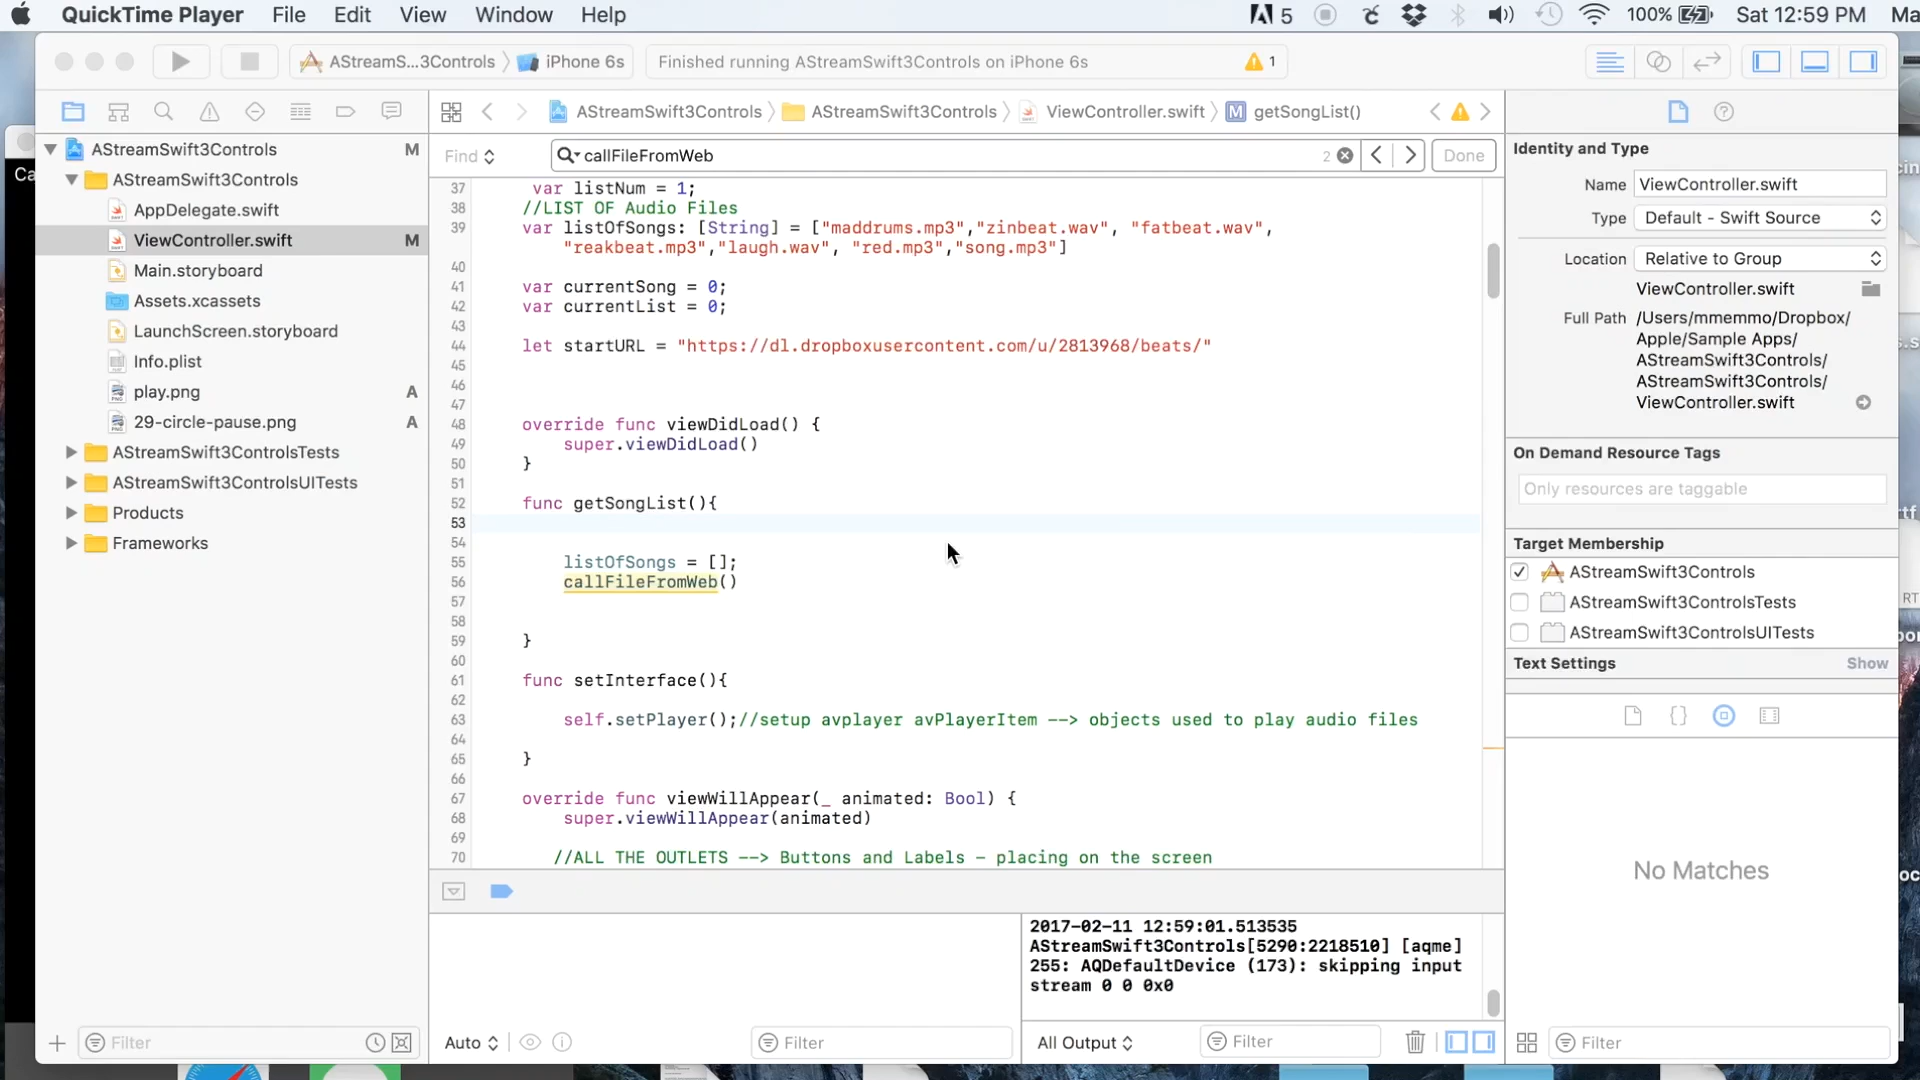 QuickTime Player File Edit View Window Help 5 100% Sat 12:59 PM Ma
AStreamS...3Controls iPhone 6s Finished running AStreamSwift3Controls on iPhone 6s 1
AStreamSwift3Controls AStreamSwift3Controls ViewController.swift M getSongList()
Find callFileFromWeb 2 Done
AStreamSwift3Controls M
AStreamSwift3Controls
AppDelegate.swift
ViewController.swift M
Main.storyboard
Assets.xcassets
LaunchScreen.storyboard
Info.plist
play.png A
29-circle-pause.png A
AStreamSwift3ControlsTests
AStreamSwift3ControlsUITests
Products
Frameworks
Filter
Ca
37 var listNum = 1;
38 //LIST OF Audio Files
39 var listOfSongs: [String] = ["maddrums.mp3","zinbeat.wav", "fatbeat.wav",
"reakbeat.mp3","laugh.wav", "red.mp3","song.mp3"]
40
41 var currentSong = 0;
42 var currentList = 0;
43
44 let startURL = "https://dl.dropboxusercontent.com/u/2813968/beats/"
45
46
47
48 override func viewDidLoad() {
49 super.viewDidLoad()
50 }
51
52 func getSongList(){
53
54
55 listOfSongs = [];
56 callFileFromWeb()
57
58
59 }
60
61 func setInterface(){
62
63 self.setPlayer();//setup avplayer avPlayerItem --> objects used to play audio files
64
65 }
66
67 override func viewWillAppear(_ animated: Bool) {
68 super.viewWillAppear(animated)
69
70 //ALL THE OUTLETS --> Buttons and Labels - placing on the screen
2017-02-11 12:59:01.513535
AStreamSwift3Controls[5290:2218510] [aqme]
255: AQDefaultDevice (173): skipping input
stream 0 0 0x0
Auto Filter All Output Filter
Identity and Type
Name ViewController.swift
Type Default - Swift Source
Location Relative to Group
ViewController.swift
Full Path /Users/mmemmo/Dropbox/
Apple/Sample Apps/
AStreamSwift3Controls/
AStreamSwift3Controls/
ViewController.swift
On Demand Resource Tags
Only resources are taggable
Target Membership
AStreamSwift3Controls
AStreamSwift3ControlsTests
AStreamSwift3ControlsUITests
Text Settings Show
{}
No Matches
Filter
RT